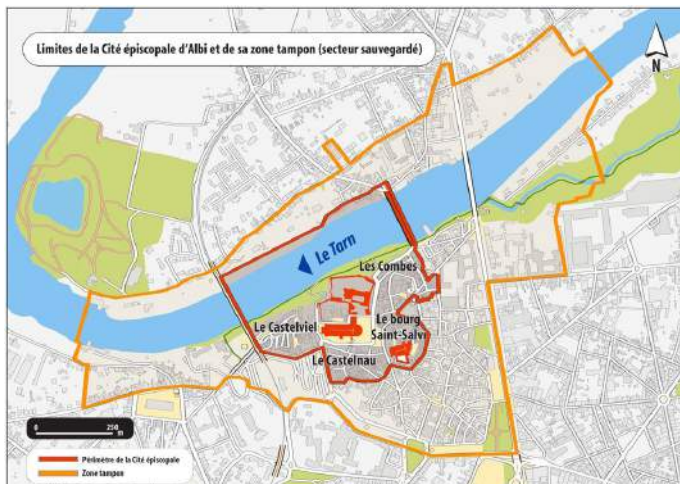 Limites de la Cité épiscopale d'Albi et de sa zone tampon (secteur sauvegardé)
N
Le Tarn
Les Combes
Le Castelviel
Le bourg
Saint-Salvi
Le Castelnau
0 250
m
Périmètre de la Cité épiscopale
Zone tampon